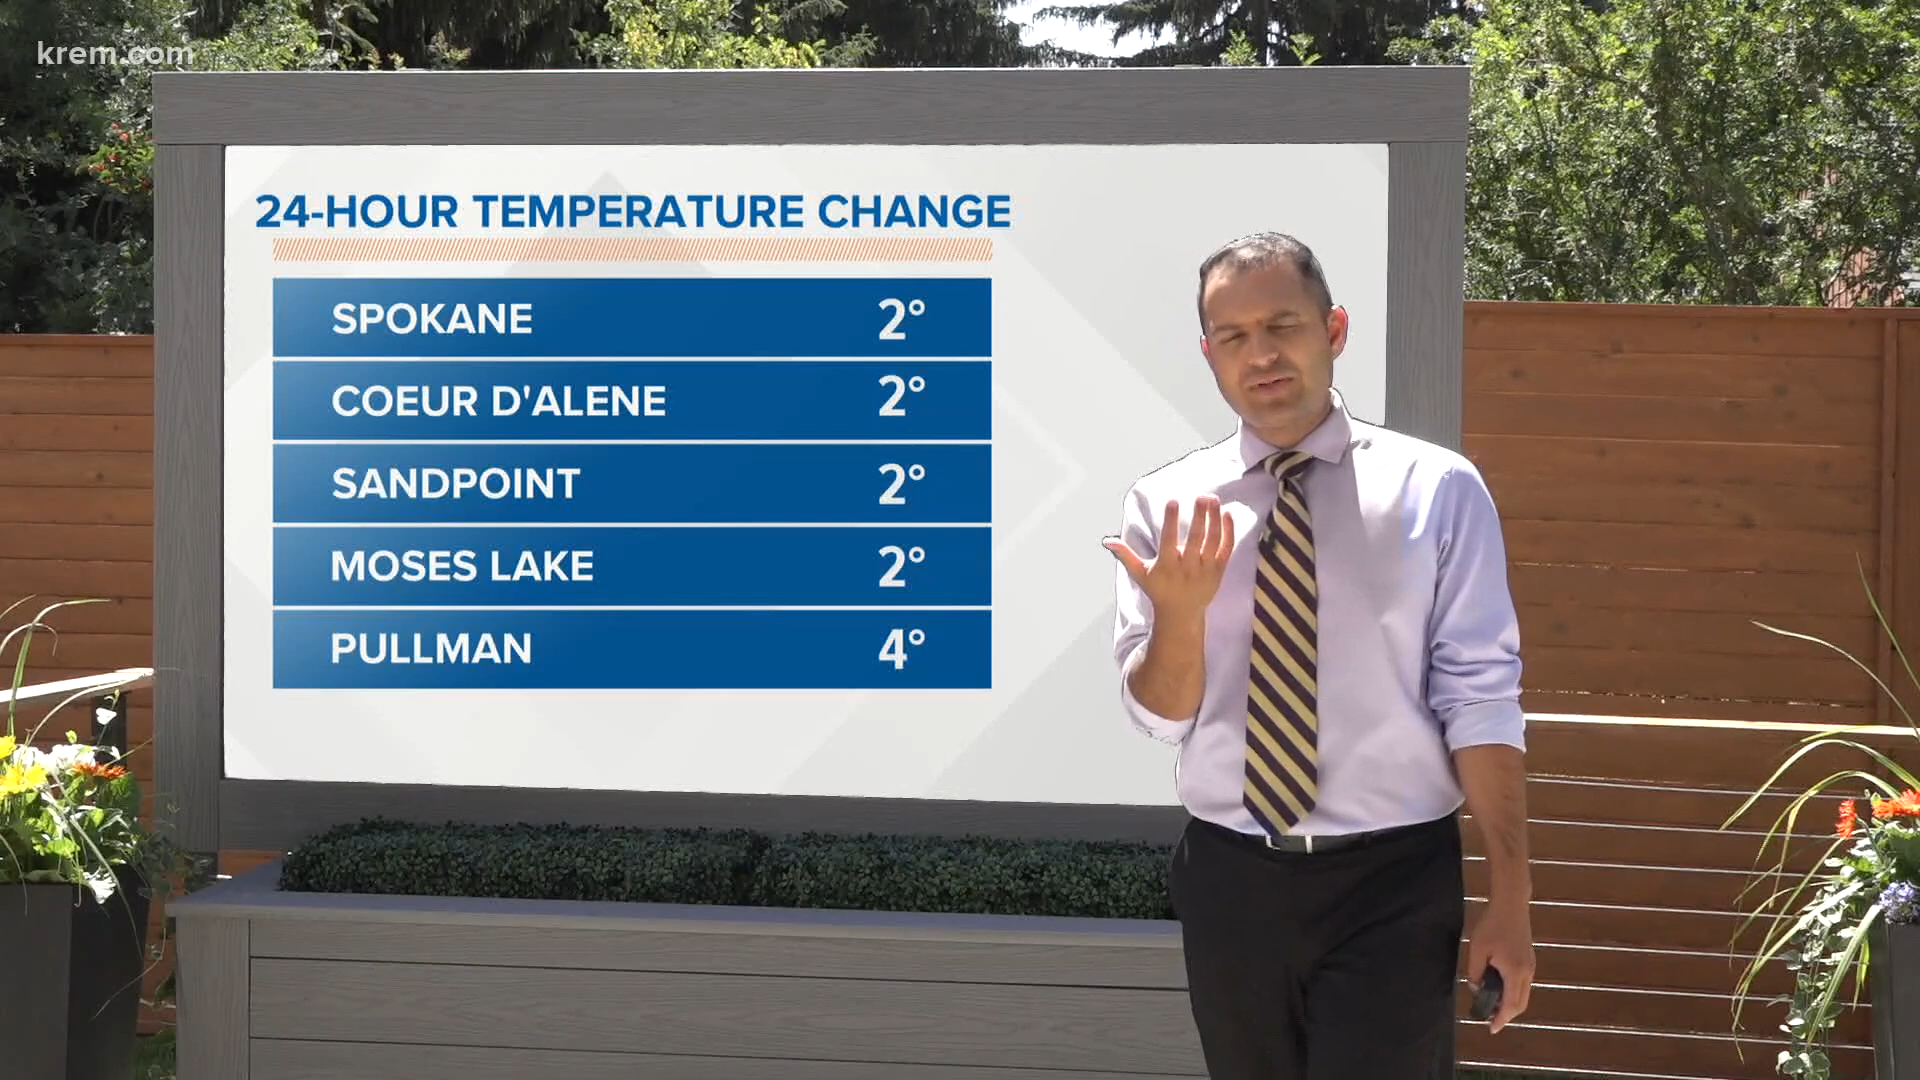 krem.com
24-HOUR TEMPERATURE CHANGE
SPOKANE 2°
COEUR D'ALENE 2°
SANDPOINT 2°
MOSES LAKE 2°
PULLMAN 4°